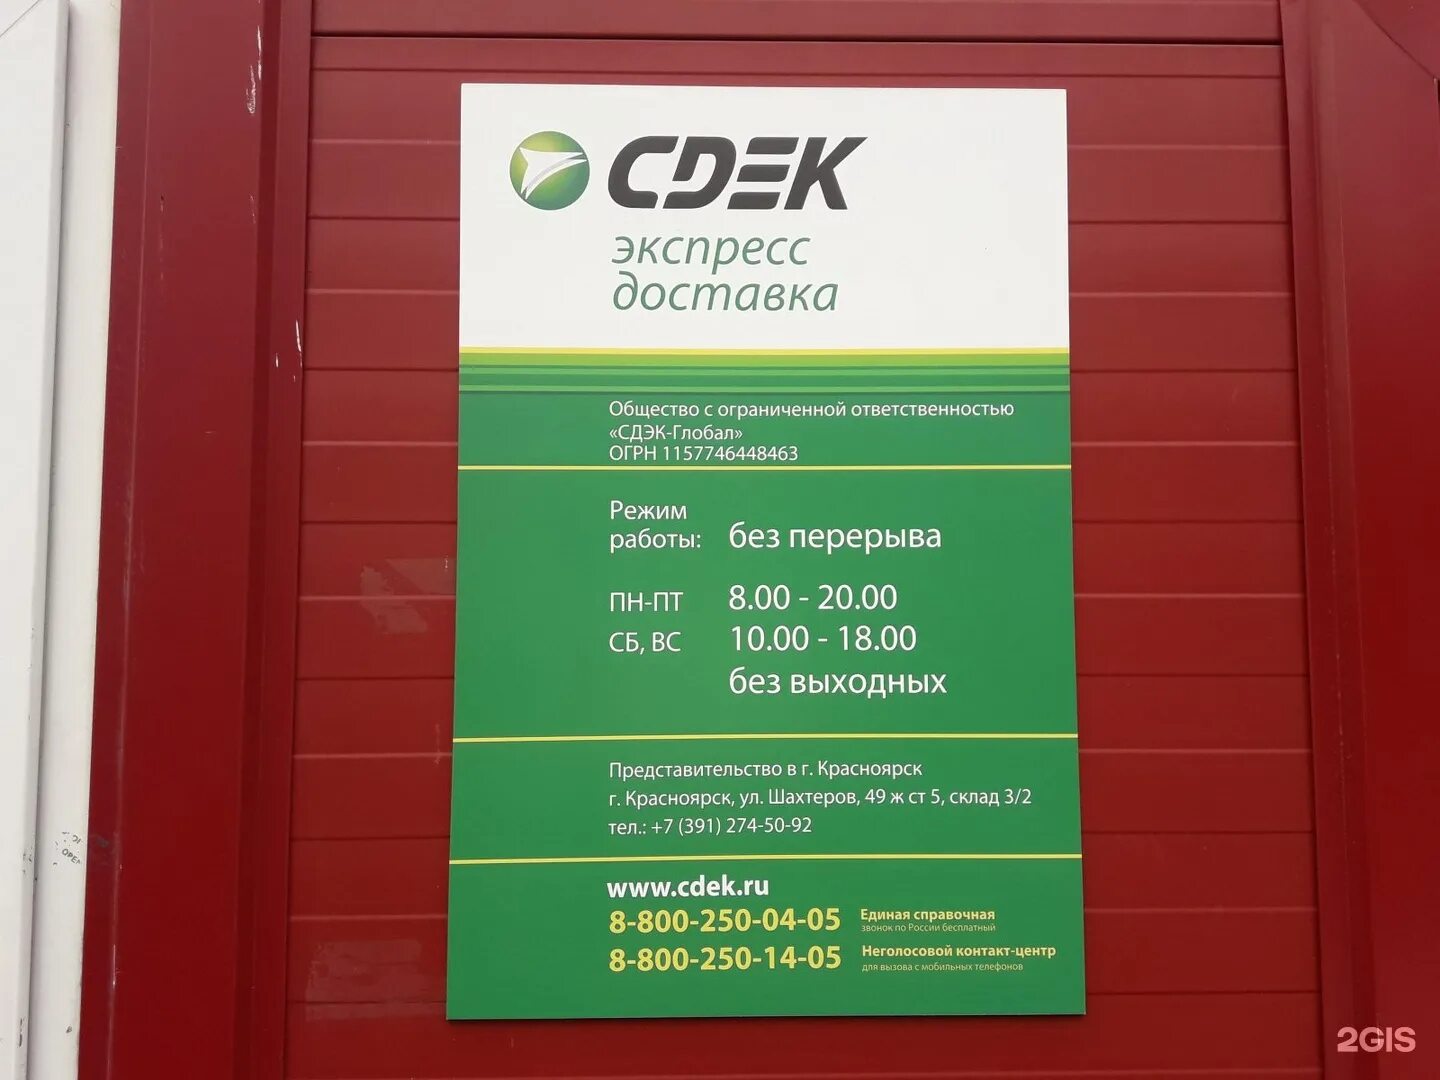 СДЕК
экспресс
доставка
Общество с ограниченной ответственностью
«СДЭК-Глобал»
ОГРН 1157746448463
Режим
работы: без перерыва
ПН-ПТ 8.00 - 20.00
СБ, ВС 10.00 - 18.00
без выходных
Представительство в г. Красноярск
г. Красноярск, ул. Шахтеров, 49 ж ст 5, склад 3/2
тел.: +7 (391) 274-50-92
www.cdek.ru
8-800-250-04-05 Единая справочная
звонок по России бесплатный
8-800-250-14-05 Неголосовой контакт-центр
для вызова с мобильных телефонов
2GIS